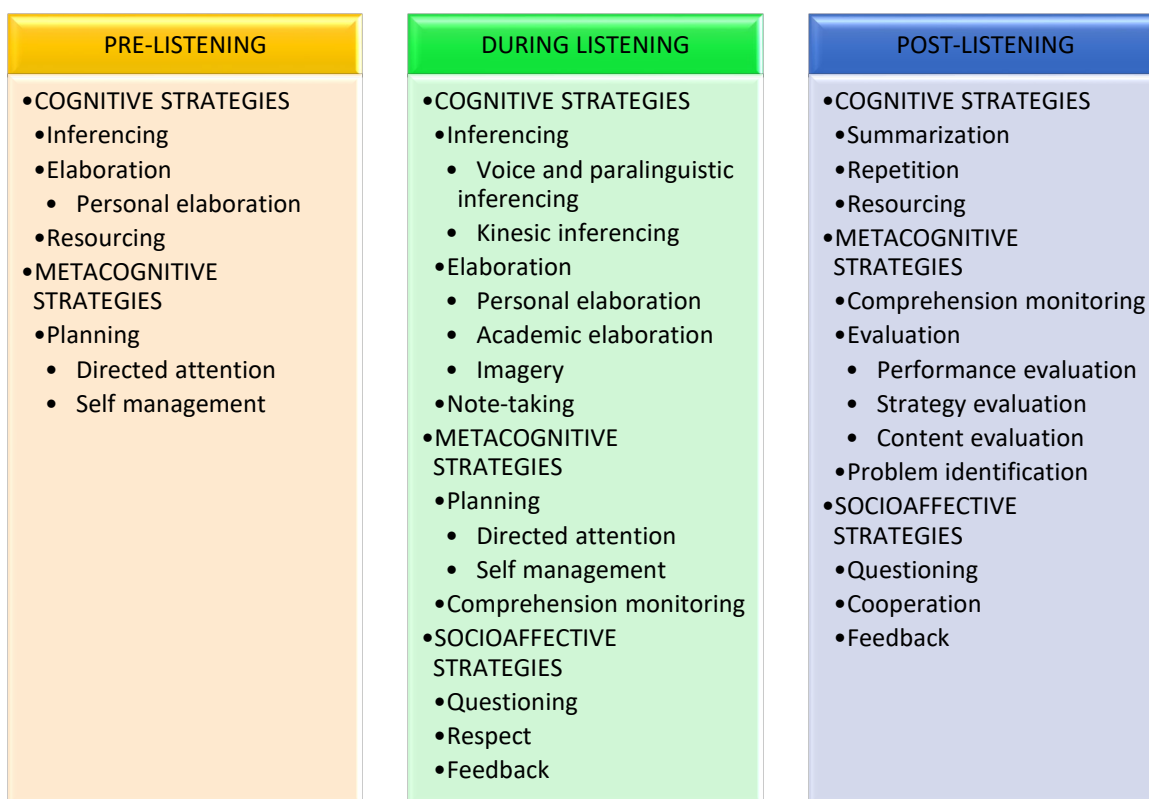 PRE-LISTENING
•COGNITIVE STRATEGIES
•Inferencing
•Elaboration
• Personal elaboration
•Resourcing
•METACOGNITIVE
STRATEGIES
•Planning
• Directed attention
• Self management
DURING LISTENING
•COGNITIVE STRATEGIES
•Inferencing
• Voice and paralinguistic
inferencing
• Kinesic inferencing
•Elaboration
• Personal elaboration
• Academic elaboration
• Imagery
•Note-taking
•METACOGNITIVE
STRATEGIES
•Planning
• Directed attention
• Self management
•Comprehension monitoring
•SOCIOAFFECTIVE
STRATEGIES
•Questioning
•Respect
•Feedback
POST-LISTENING
•COGNITIVE STRATEGIES
•Summarization
•Repetition
•Resourcing
•METACOGNITIVE
STRATEGIES
•Comprehension monitoring
•Evaluation
• Performance evaluation
• Strategy evaluation
• Content evaluation
•Problem identification
•SOCIOAFFECTIVE
STRATEGIES
•Questioning
•Cooperation
•Feedback